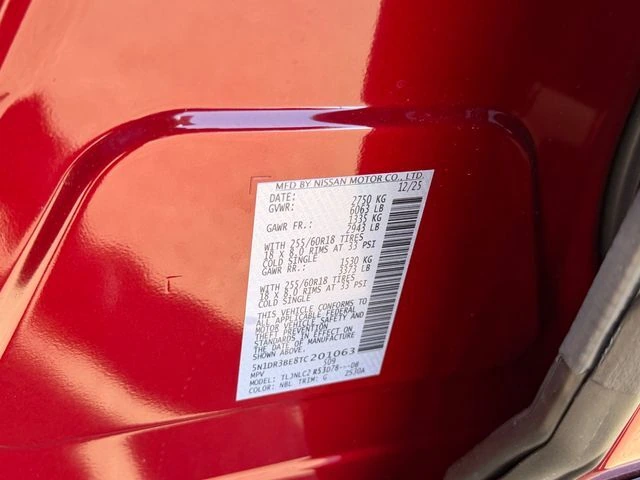 MFD BY NISSAN MOTOR CO., LTD.
DATE: 12/25
GVWR: 2750 KG
6063 LB
GAWR FR.: 1335 KG
2943 LB
WITH 255/60R18 TIRES
18 X 8.0 RIMS AT 33 PSI
COLD SINGLE
GAWR RR.: 1530 KG
3373 LB
WITH 255/60R18 TIRES
18 X 8.0 RIMS AT 33 PSI
COLD SINGLE
THIS VEHICLE CONFORMS TO
ALL APPLICABLE FEDERAL
MOTOR VEHICLE SAFETY AND
THEFT PREVENTION
STANDARDS IN EFFECT ON
THE DATE OF MANUFACTURE
5N1DR3BE8TC201063
MPV 509
TLJNLC2
COLOR: NBL TRIM: G 2530A